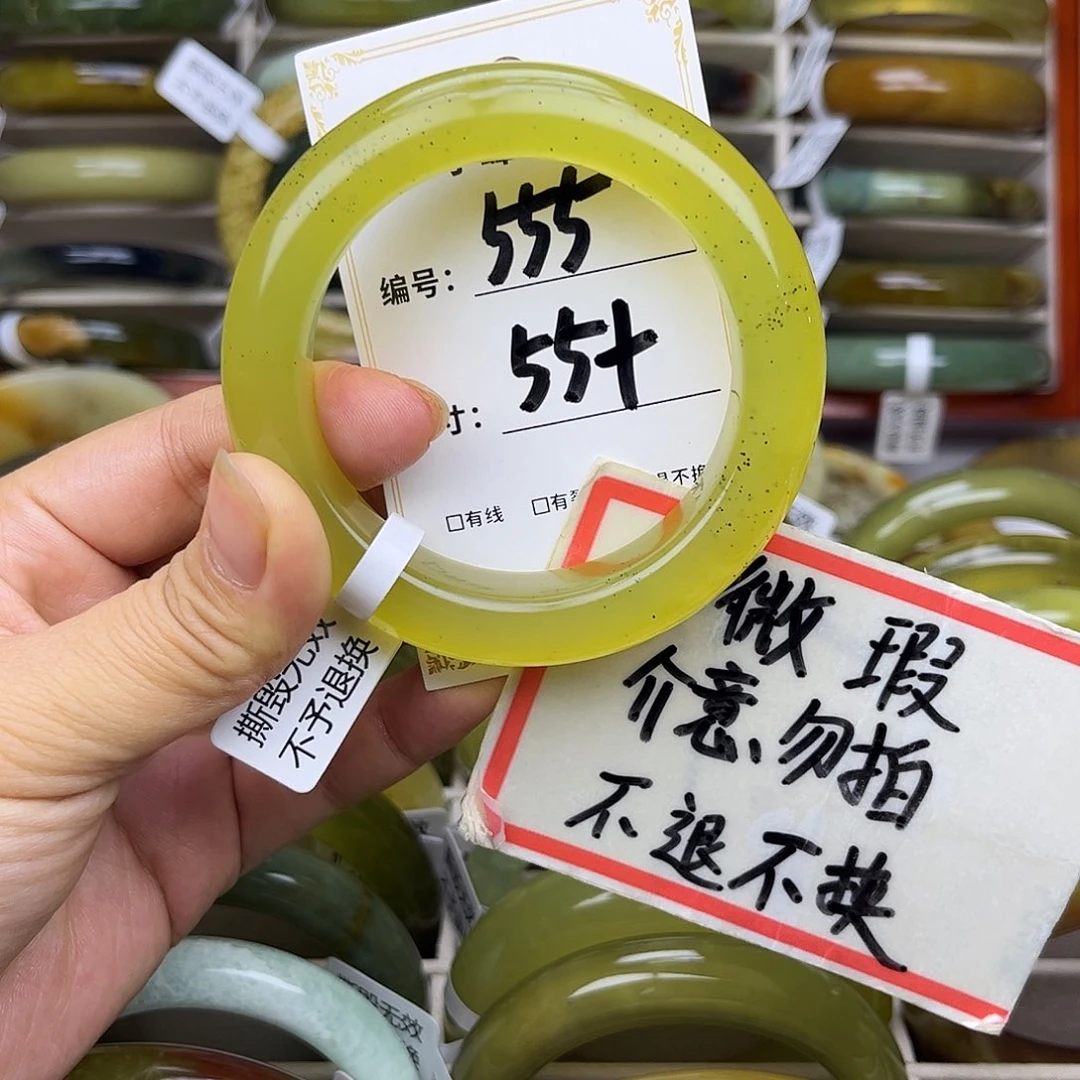 编号: 555
寸: 55+
□有线 □有
微瑕
介意勿拍
不退不换
撕毁无效
不予退换